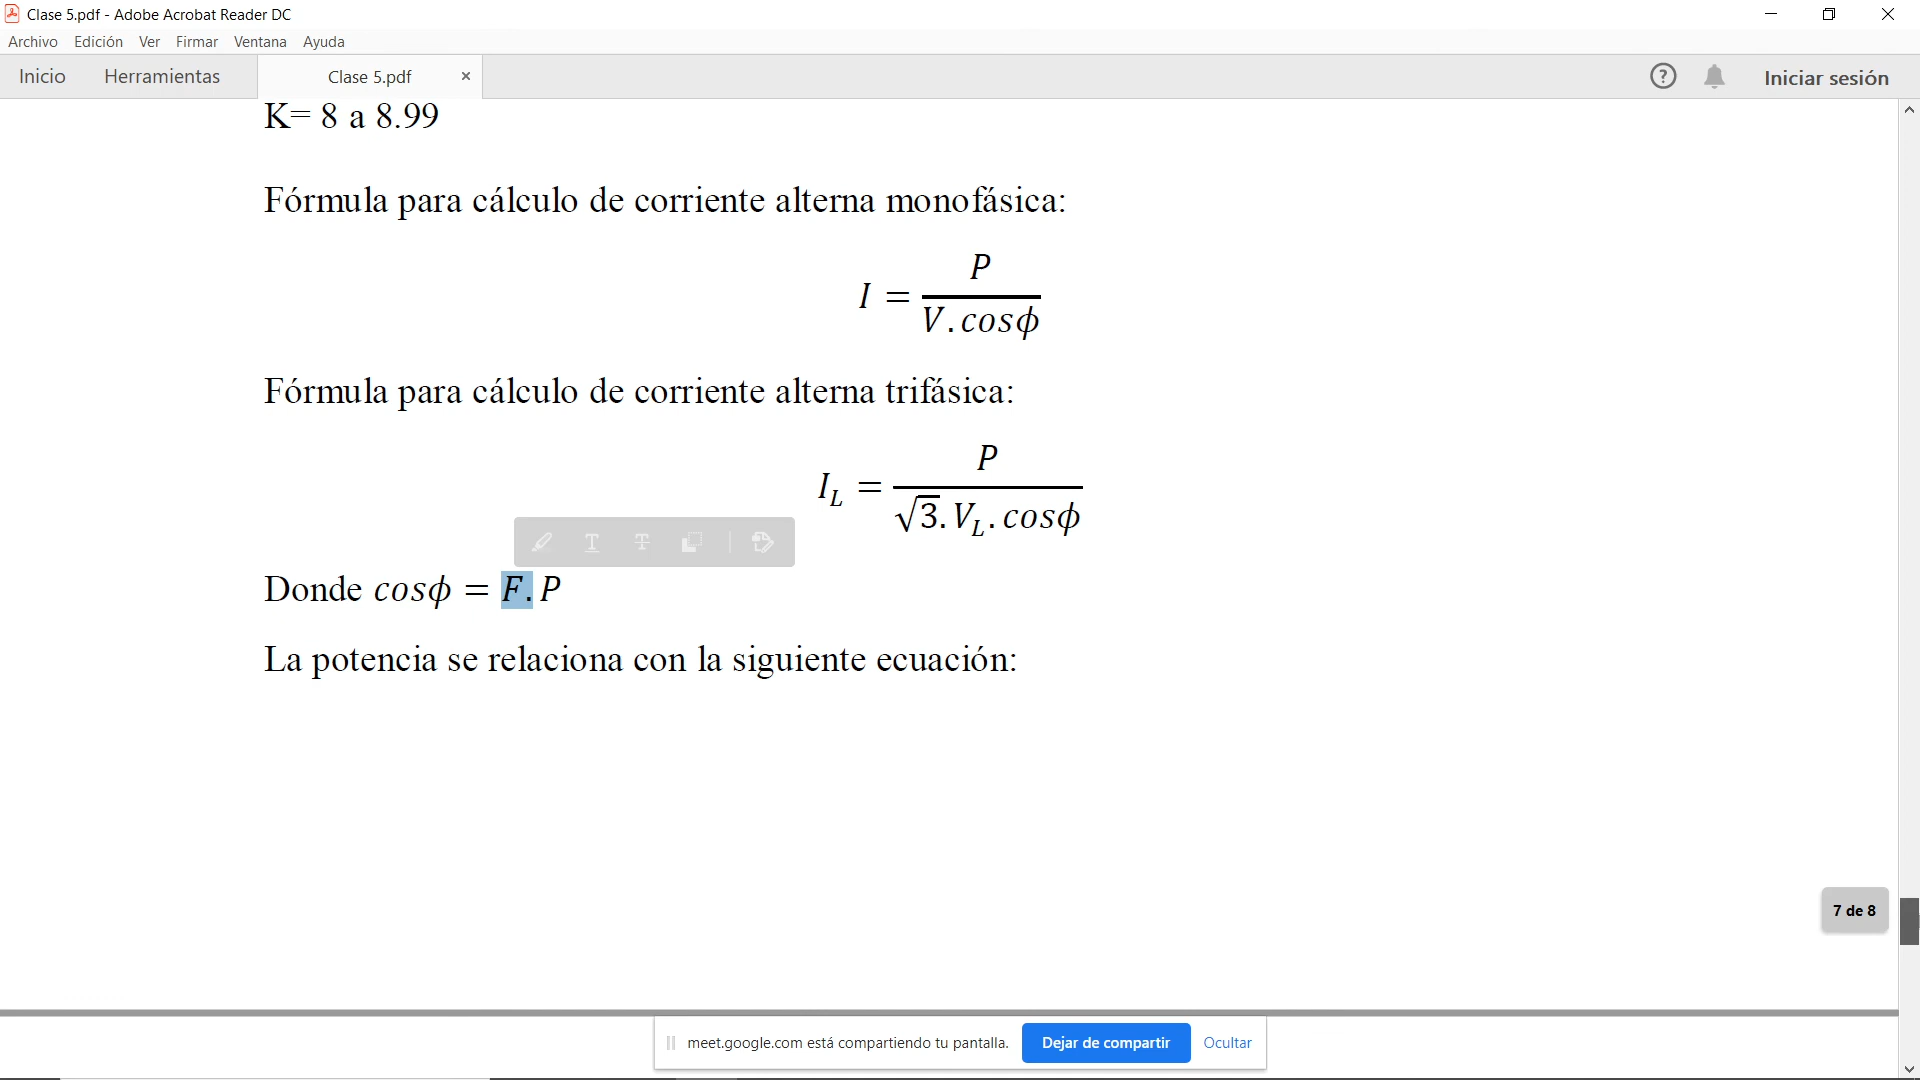 Clase 5.pdf - Adobe Acrobat Reader DC
Archivo Edición Ver Firmar Ventana Ayuda
Inicio Herramientas Clase 5.pdf × Iniciar sesión
K= 8 a 8.99
Fórmula para cálculo de corriente alterna monofásica:
I = P / V.cosϕ
Fórmula para cálculo de corriente alterna trifásica:
I_L = P / √3.V_L.cosϕ
Donde cosϕ = F.P
La potencia se relaciona con la siguiente ecuación:
7 de 8
meet.google.com está compartiendo tu pantalla. Dejar de compartir Ocultar